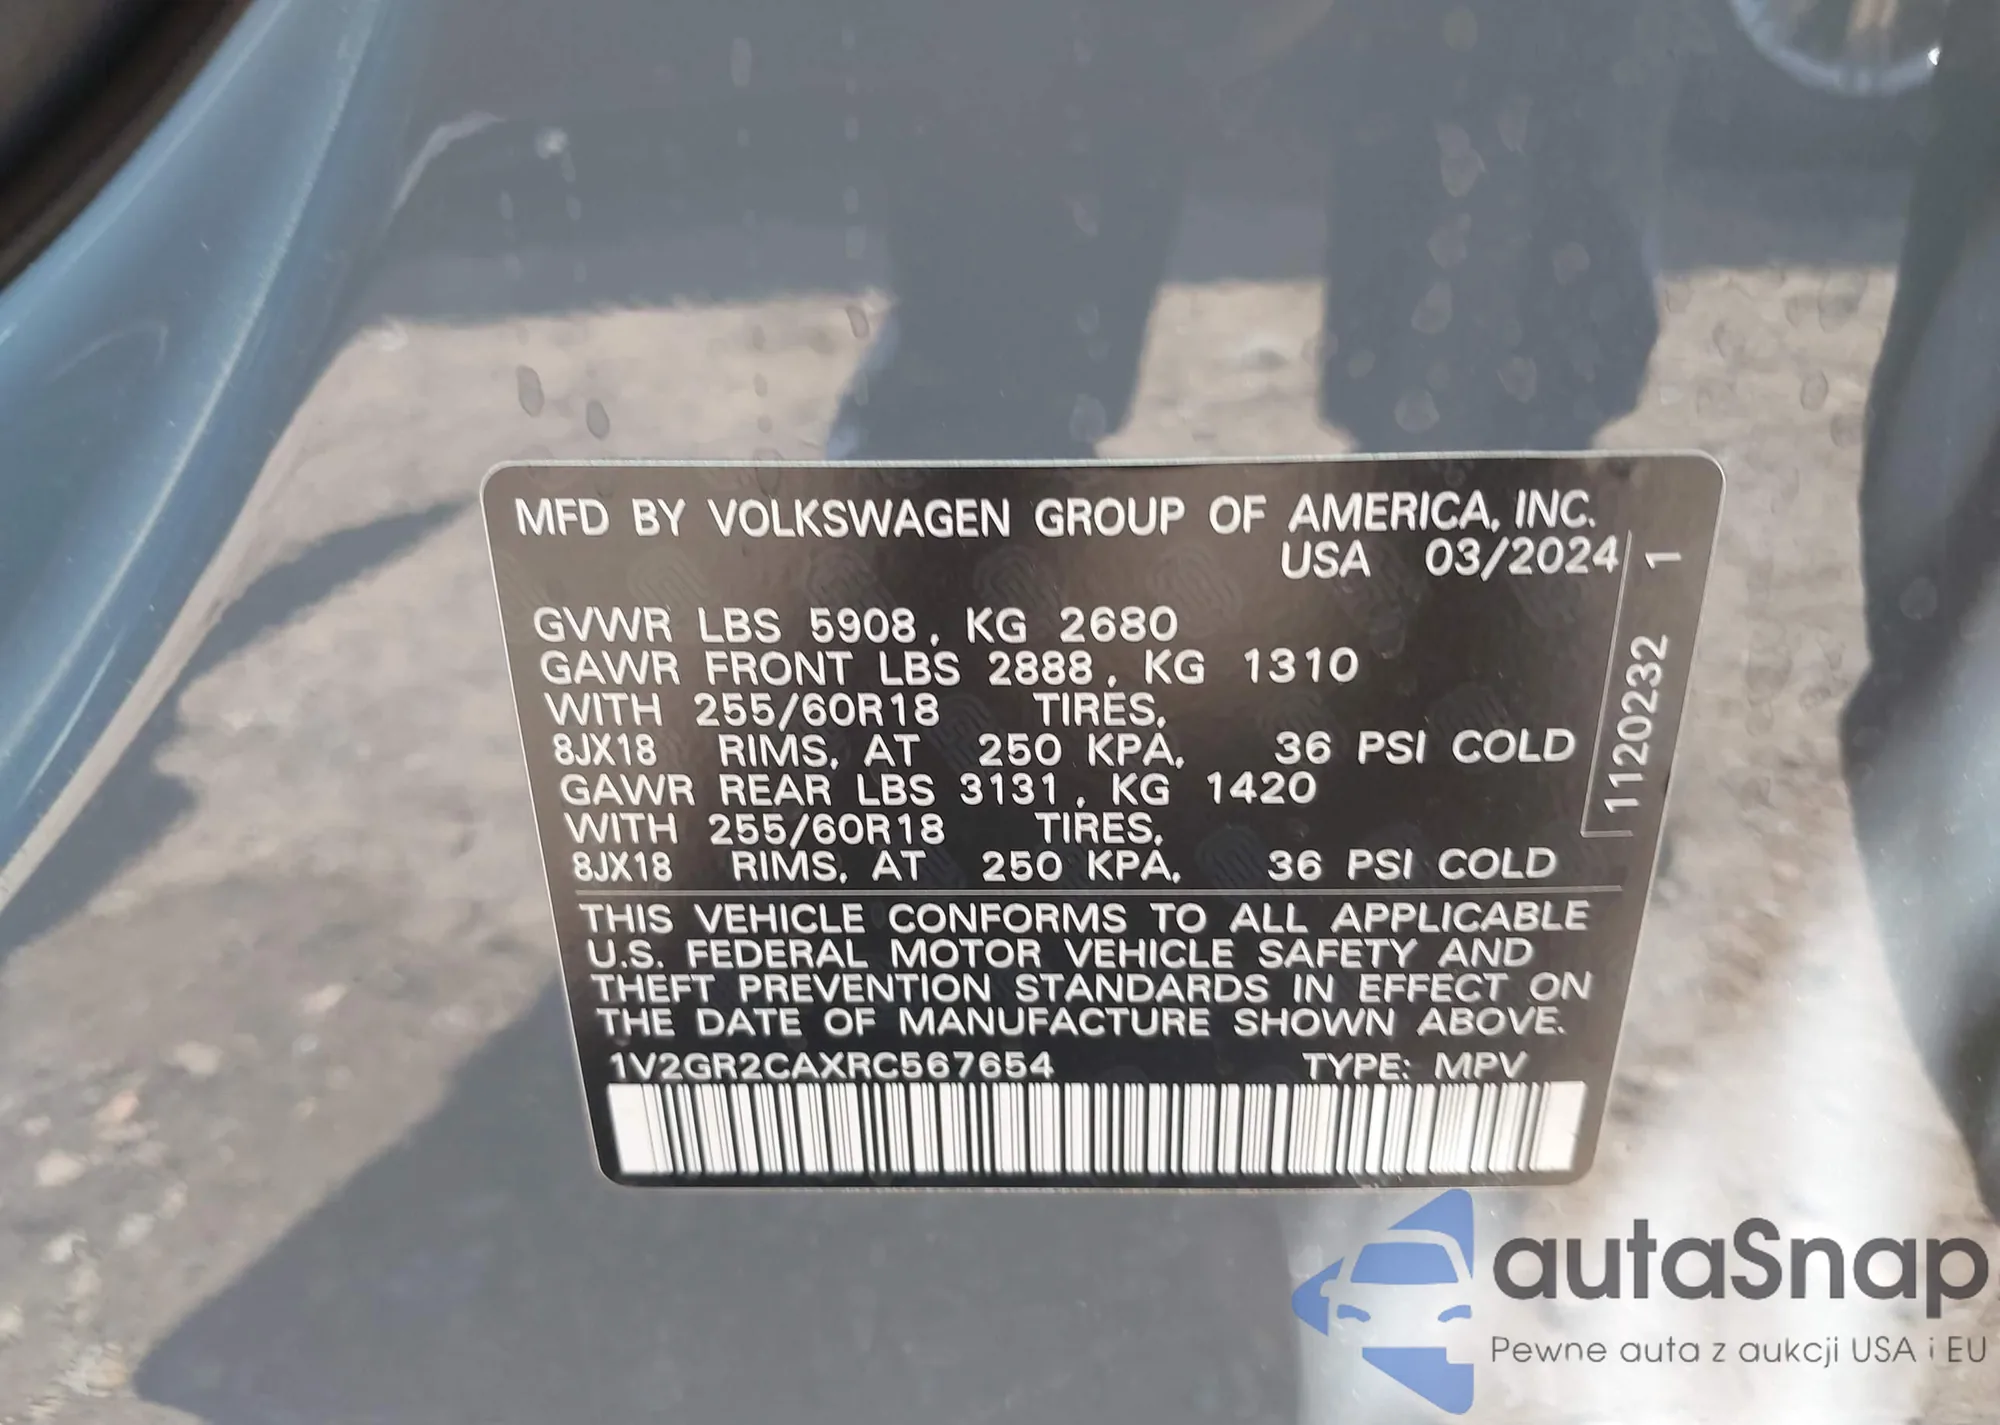 MFD BY VOLKSWAGEN GROUP OF AMERICA, INC.
USA 03/2024
GVWR LBS 5908, KG 2680
GAWR FRONT LBS 2888, KG 1310
WITH 255/60R18 TIRES,
8JX18 RIMS, AT 250 KPA, 36 PSI COLD
GAWR REAR LBS 3131, KG 1420
WITH 255/60R18 TIRES,
8JX18 RIMS, AT 250 KPA, 36 PSI COLD
THIS VEHICLE CONFORMS TO ALL APPLICABLE
U.S. FEDERAL MOTOR VEHICLE SAFETY AND
THEFT PREVENTION STANDARDS IN EFFECT ON
THE DATE OF MANUFACTURE SHOWN ABOVE.
1V2GR2CAXRC567654 TYPE: MPV
1120232 1
autaSnap.
Pewne auta z aukcji USA i EU